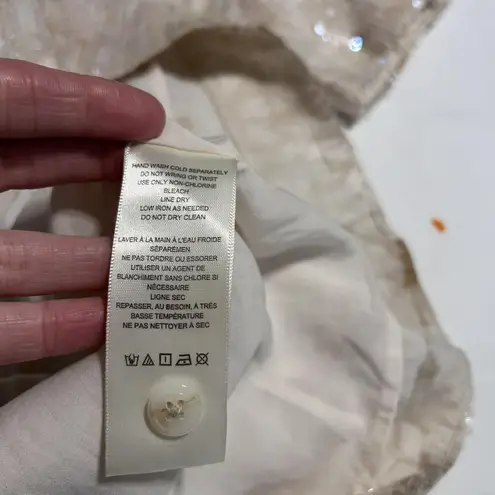 HAND WASH COLD SEPARATELY
DO NOT WRING OR TWIST
USE ONLY NON-CHLORINE
BLEACH
LINE DRY
LOW IRON AS NEEDED
DO NOT DRY CLEAN
LAVER À LA MAIN À L'EAU FROIDE
SÉPARÉMEN
NE PAS TORDRE OU ESSORER
UTILISER UN AGENT DE
BLANCHIMENT SANS CHLORE SI
NÉCESSAIRE
LIGNE SEC
REPASSER, AU BESOIN, À TRÈS
BASSE TEMPÉRATURE
NE PAS NETTOYER À SEC